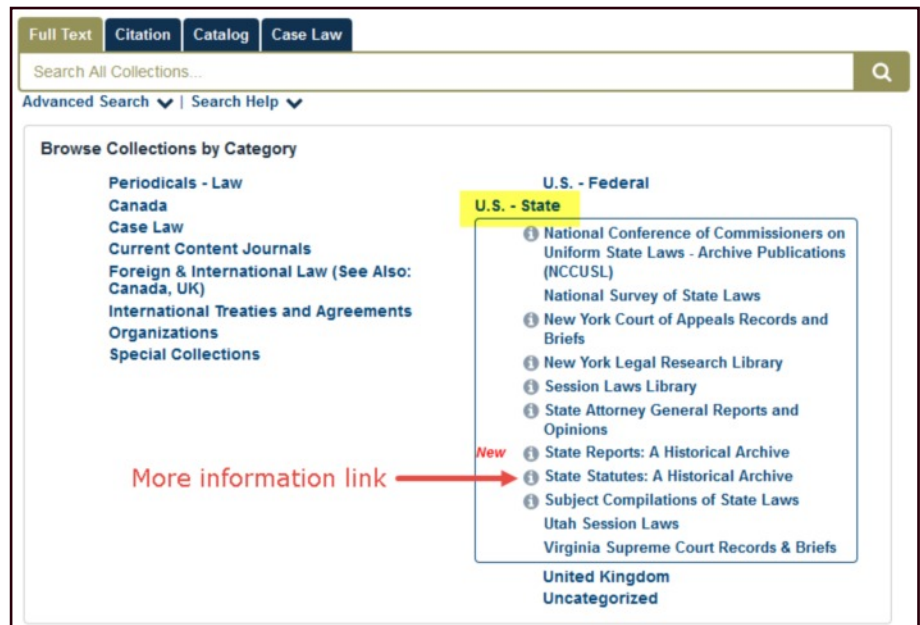 Full Text Citation Catalog Case Law
Search All Collections...
Advanced Search | Search Help
Browse Collections by Category
Periodicals - Law
Canada
Case Law
Current Content Journals
Foreign & International Law (See Also:
Canada, UK)
International Treaties and Agreements
Organizations
Special Collections
U.S. - Federal
U.S. - State
National Conference of Commissioners on
Uniform State Laws - Archive Publications
(NCCUSL)
National Survey of State Laws
New York Court of Appeals Records and
Briefs
New York Legal Research Library
Session Laws Library
State Attorney General Reports and
Opinions
New State Reports: A Historical Archive
More information link
State Statutes: A Historical Archive
Subject Compilations of State Laws
Utah Session Laws
Virginia Supreme Court Records & Briefs
United Kingdom
Uncategorized